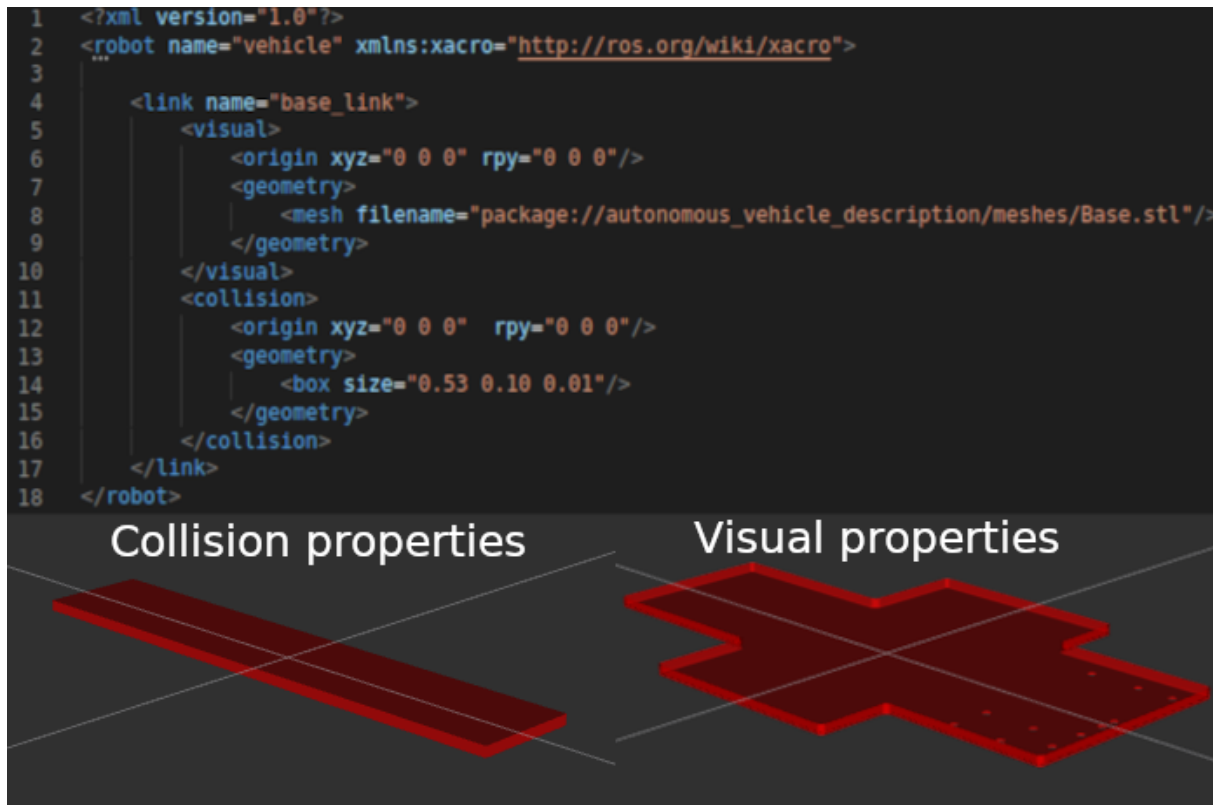 1 <?xml version="1.0"?>
2 <robot name="vehicle" xmlns:xacro="http://ros.org/wiki/xacro">
3
4 <link name="base_link">
5 <visual>
6 <origin xyz="0 0 0" rpy="0 0 0"/>
7 <geometry>
8 <mesh filename="package://autonomous_vehicle_description/meshes/Base.stl"/>
9 </geometry>
10 </visual>
11 <collision>
12 <origin xyz="0 0 0"  rpy="0 0 0"/>
13 <geometry>
14 <box size="0.53 0.10 0.01"/>
15 </geometry>
16 </collision>
17 </link>
18 </robot>
Collision properties
Visual properties